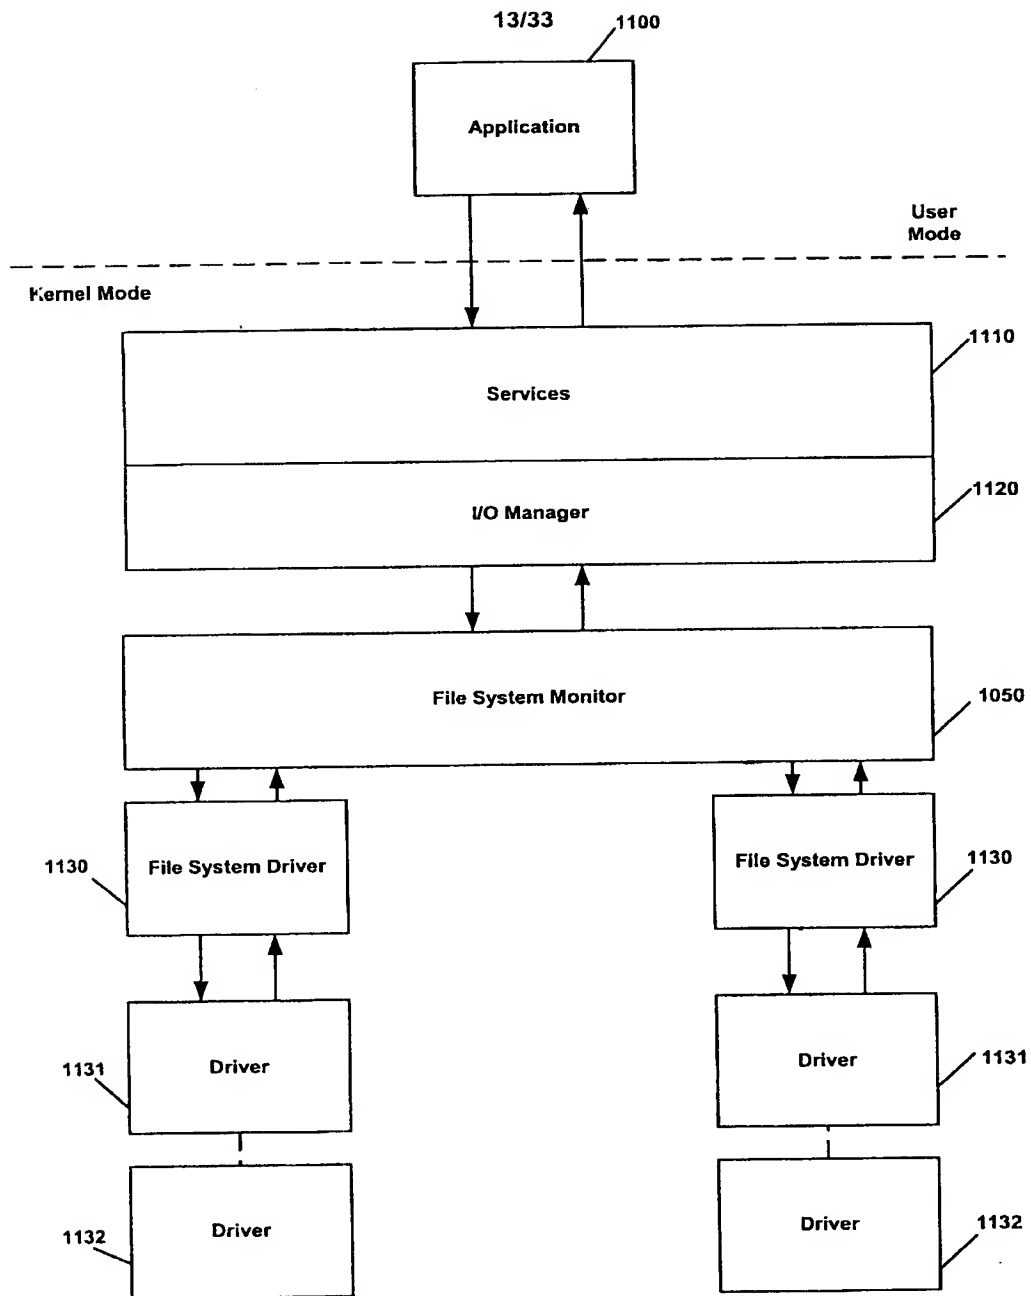 13/33
1100
Application
User
Mode
Kernel Mode
1110
Services
1120
I/O Manager
File System Monitor
1050
1130
File System Driver
File System Driver
1130
1131
Driver
Driver
1131
1132
Driver
Driver
1132